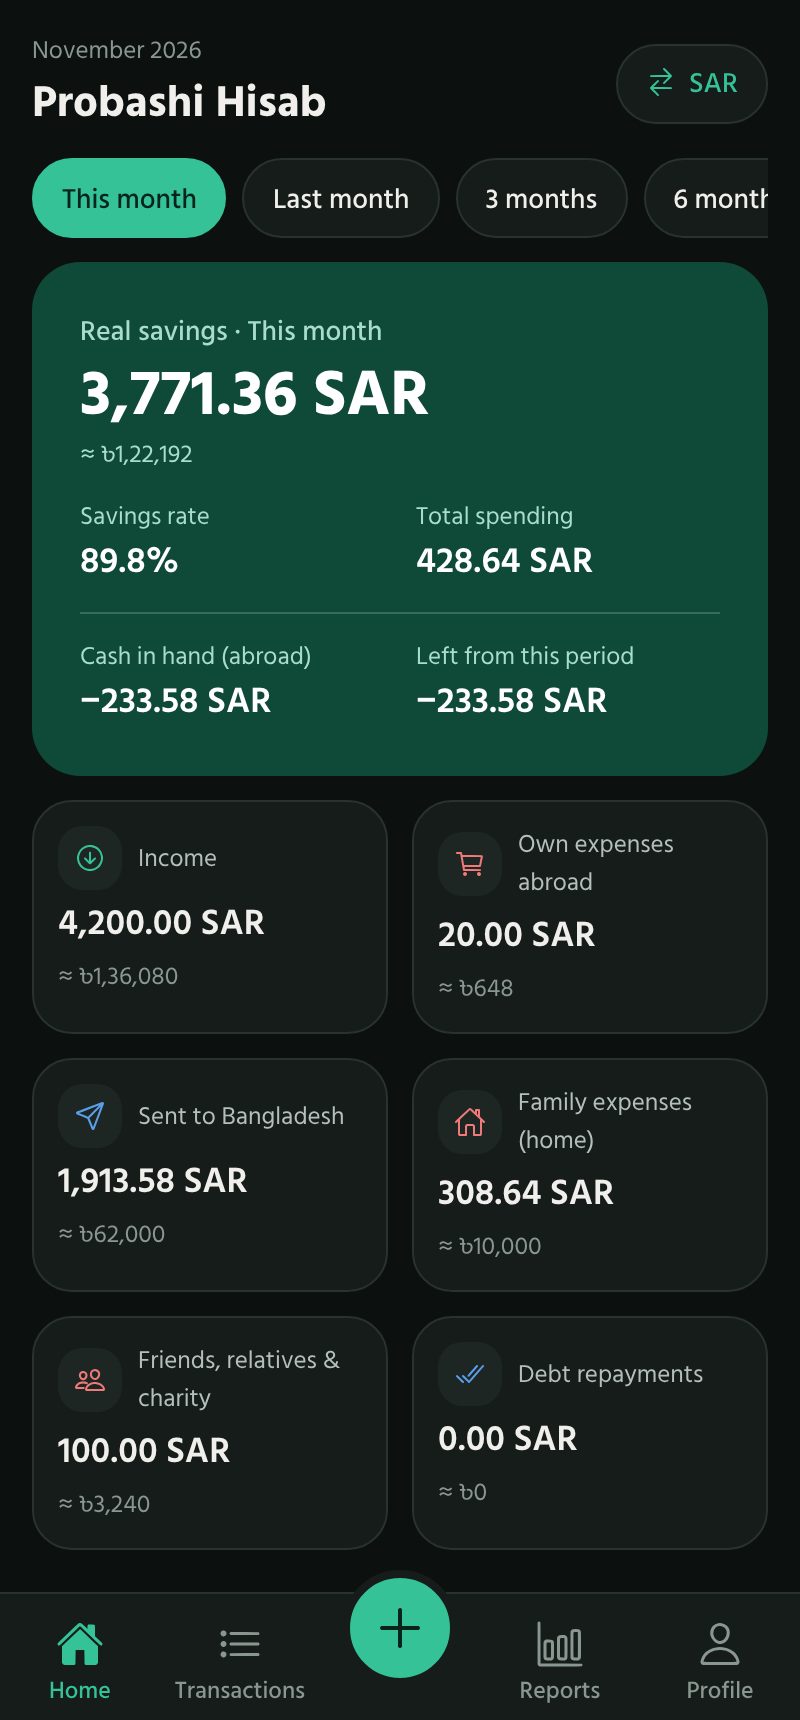 November 2026
Probashi Hisab
SAR
This month
Last month
3 months
6 month
Real savings · This month
3,771.36 SAR
≈ ৳1,22,192
Savings rate
Total spending
89.8%
428.64 SAR
Cash in hand (abroad)
Left from this period
−233.58 SAR
−233.58 SAR
Income
4,200.00 SAR
≈ ৳1,36,080
Own expenses
abroad
20.00 SAR
≈ ৳648
Sent to Bangladesh
1,913.58 SAR
≈ ৳62,000
Family expenses
(home)
308.64 SAR
≈ ৳10,000
Friends, relatives &
charity
100.00 SAR
≈ ৳3,240
Debt repayments
0.00 SAR
≈ ৳0
Home
Transactions
Reports
Profile